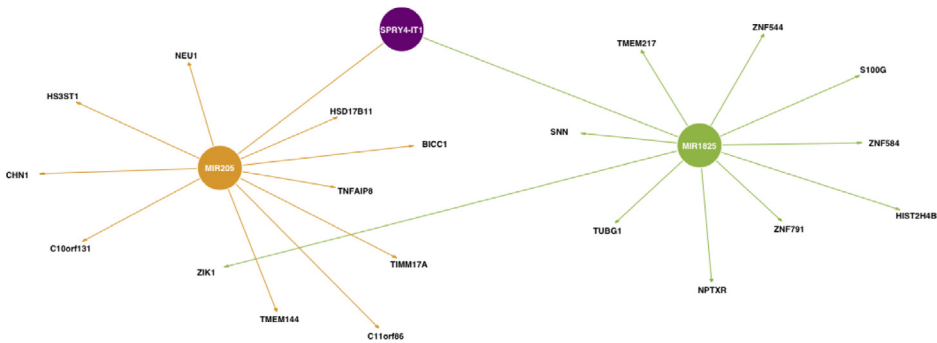 SPRY4-IT1
ZNF544
TMEM217
NEU1
S100G
HS3ST1
HSD17B11
SNN
ZNF584
BICC1
MIR1825
MIR205
CHN1
TNFAIP8
HIST2H4B
TUBG1
ZNF791
C10orf131
TIMM17A
ZIK1
NPTXR
TMEM144
C11orf86